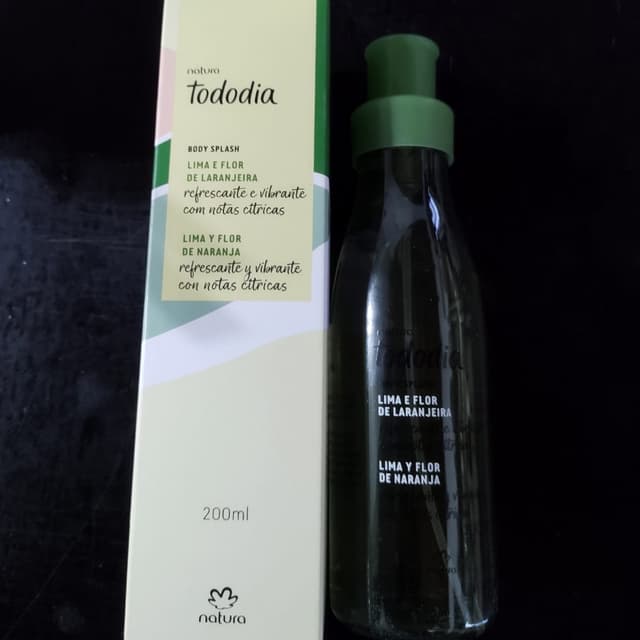 natura
tododia
BODY SPLASH
LIMA E FLOR
DE LARANJEIRA
refrescante e vibrante
com notas cítricas
LIMA Y FLOR
DE NARANJA
refrescante y vibrante
con notas cítricas
200ml
natura
tododia
LIMA E FLOR
DE LARANJEIRA
LIMA Y FLOR
DE NARANJA